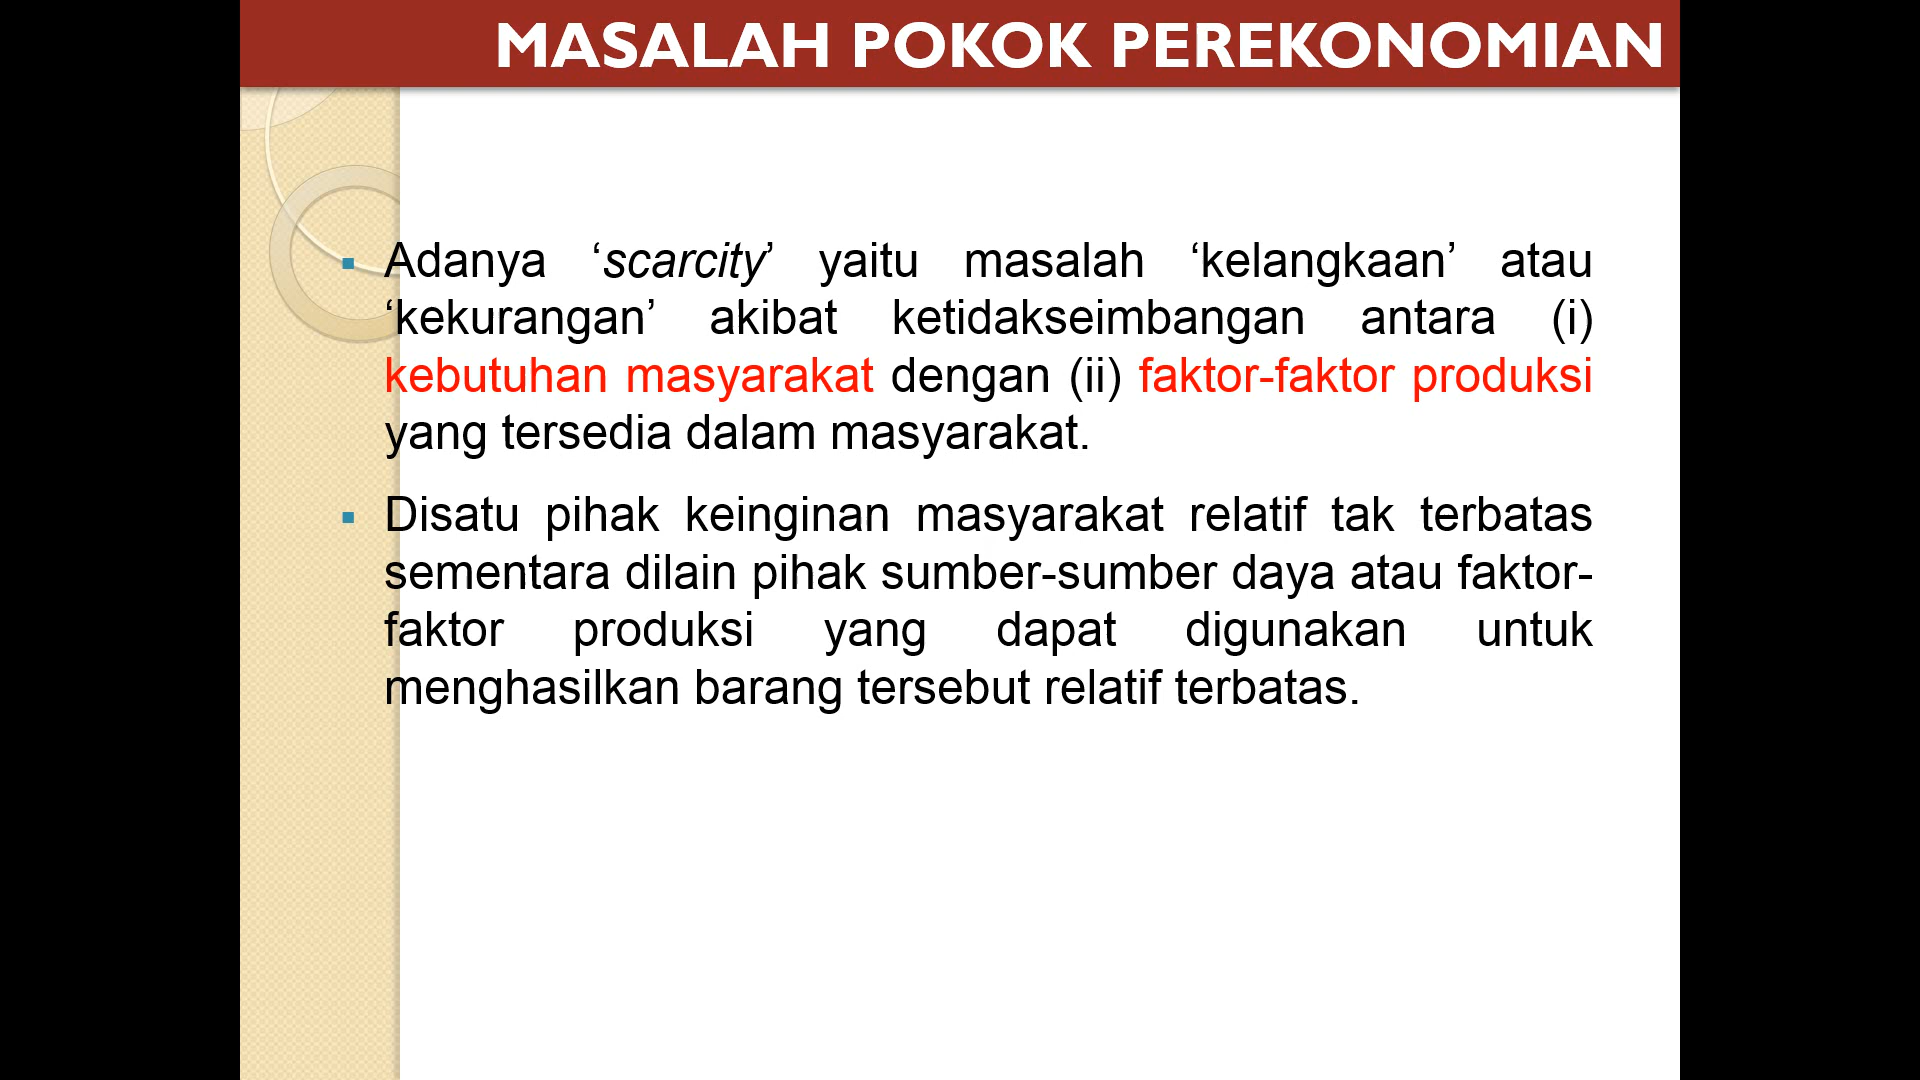 MASALAH POKOK PEREKONOMIAN
▪ Adanya ‘scarcity’ yaitu masalah ‘kelangkaan’ atau
‘kekurangan’ akibat ketidakseimbangan antara (i)
kebutuhan masyarakat dengan (ii) faktor-faktor produksi
yang tersedia dalam masyarakat.
▪ Disatu pihak keinginan masyarakat relatif tak terbatas
sementara dilain pihak sumber-sumber daya atau faktor-
faktor produksi yang dapat digunakan untuk
menghasilkan barang tersebut relatif terbatas.